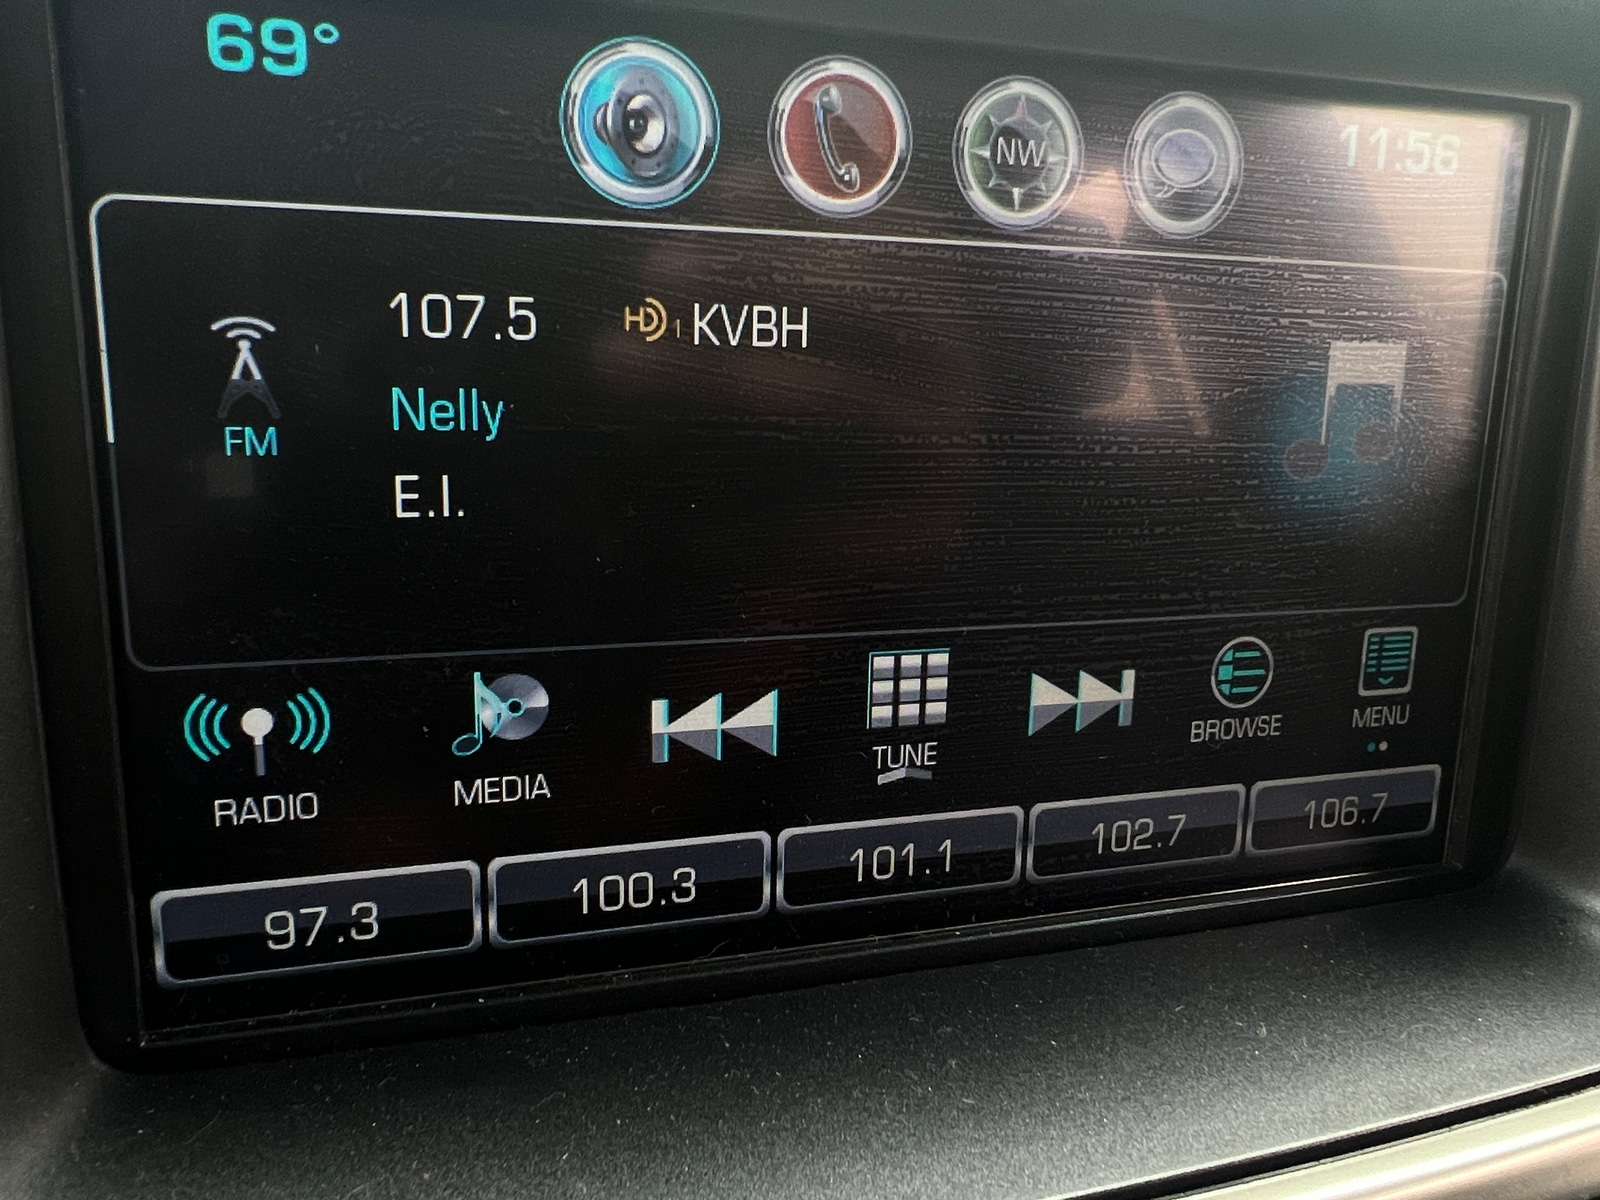 69°
NW
11:56
107.5 HD 1 KVBH
Nelly
E.I.
FM
RADIO
MEDIA
TUNE
BROWSE
MENU
97.3
100.3
101.1
102.7
106.7